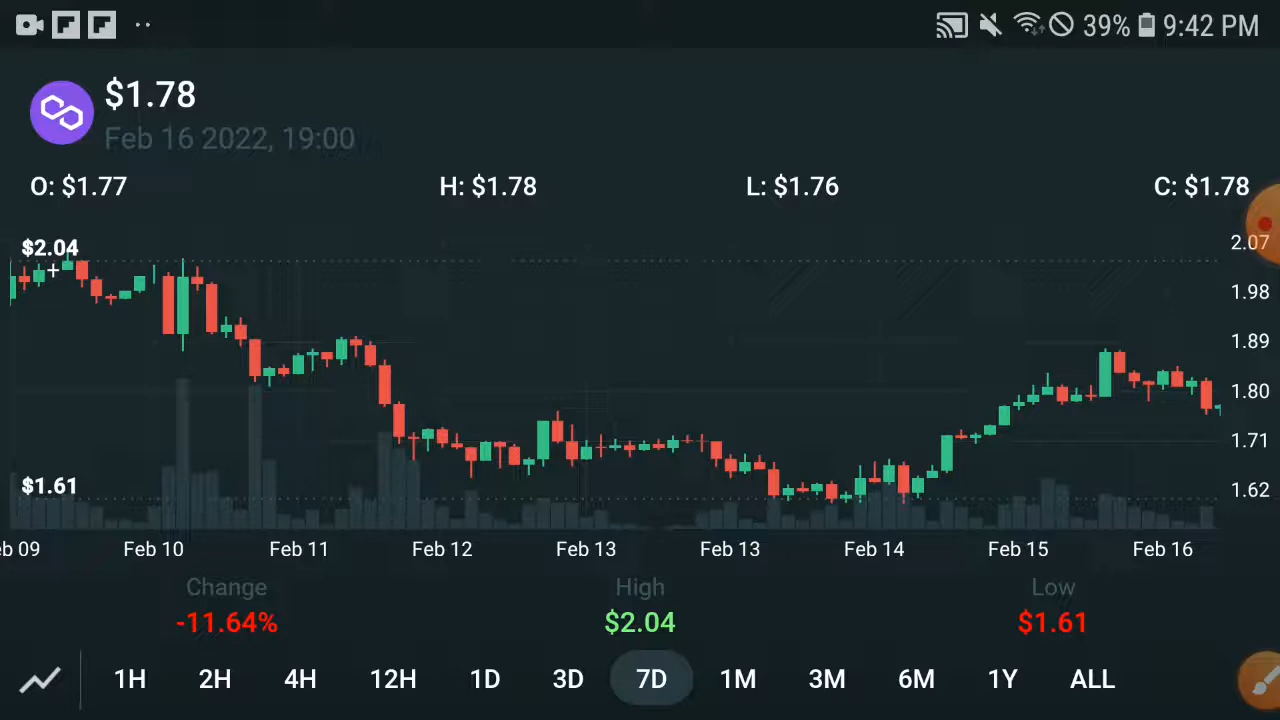 39% 9:42 PM
$1.78
Feb 16 2022, 19:00
O: $1.77 H: $1.78 L: $1.76 C: $1.78
$2.04
2.07
1.98
1.89
1.80
1.71
$1.61
1.62
b 09 Feb 10 Feb 11 Feb 12 Feb 13 Feb 13 Feb 14 Feb 15 Feb 16
Change High Low
-11.64% $2.04 $1.61
1H 2H 4H 12H 1D 3D 7D 1M 3M 6M 1Y ALL